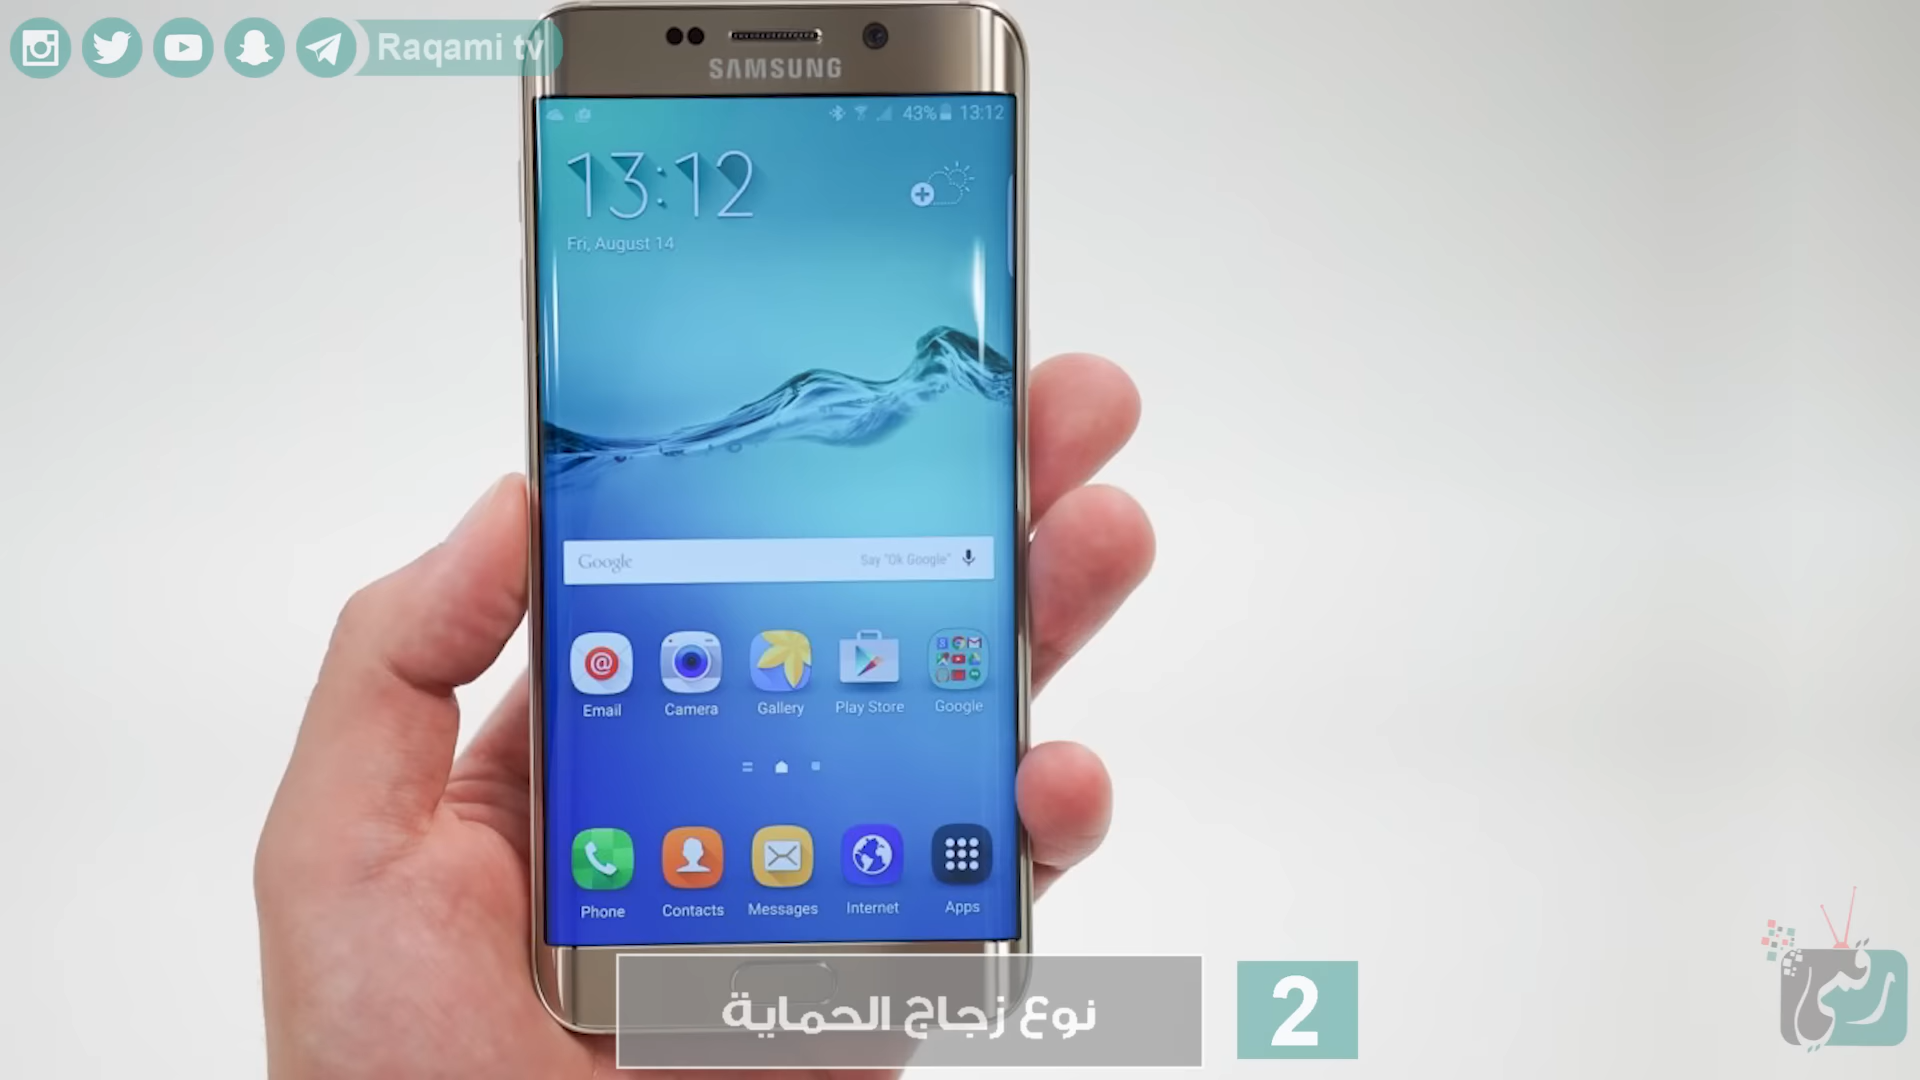 Raqami tv
SAMSUNG
43% 13:12
13:12
Fri, August 14
Google Say "Ok Google"
Email Camera Gallery Play Store Google
Phone Contacts Messages Internet Apps
نوع زجاج الحماية
2
رقمي